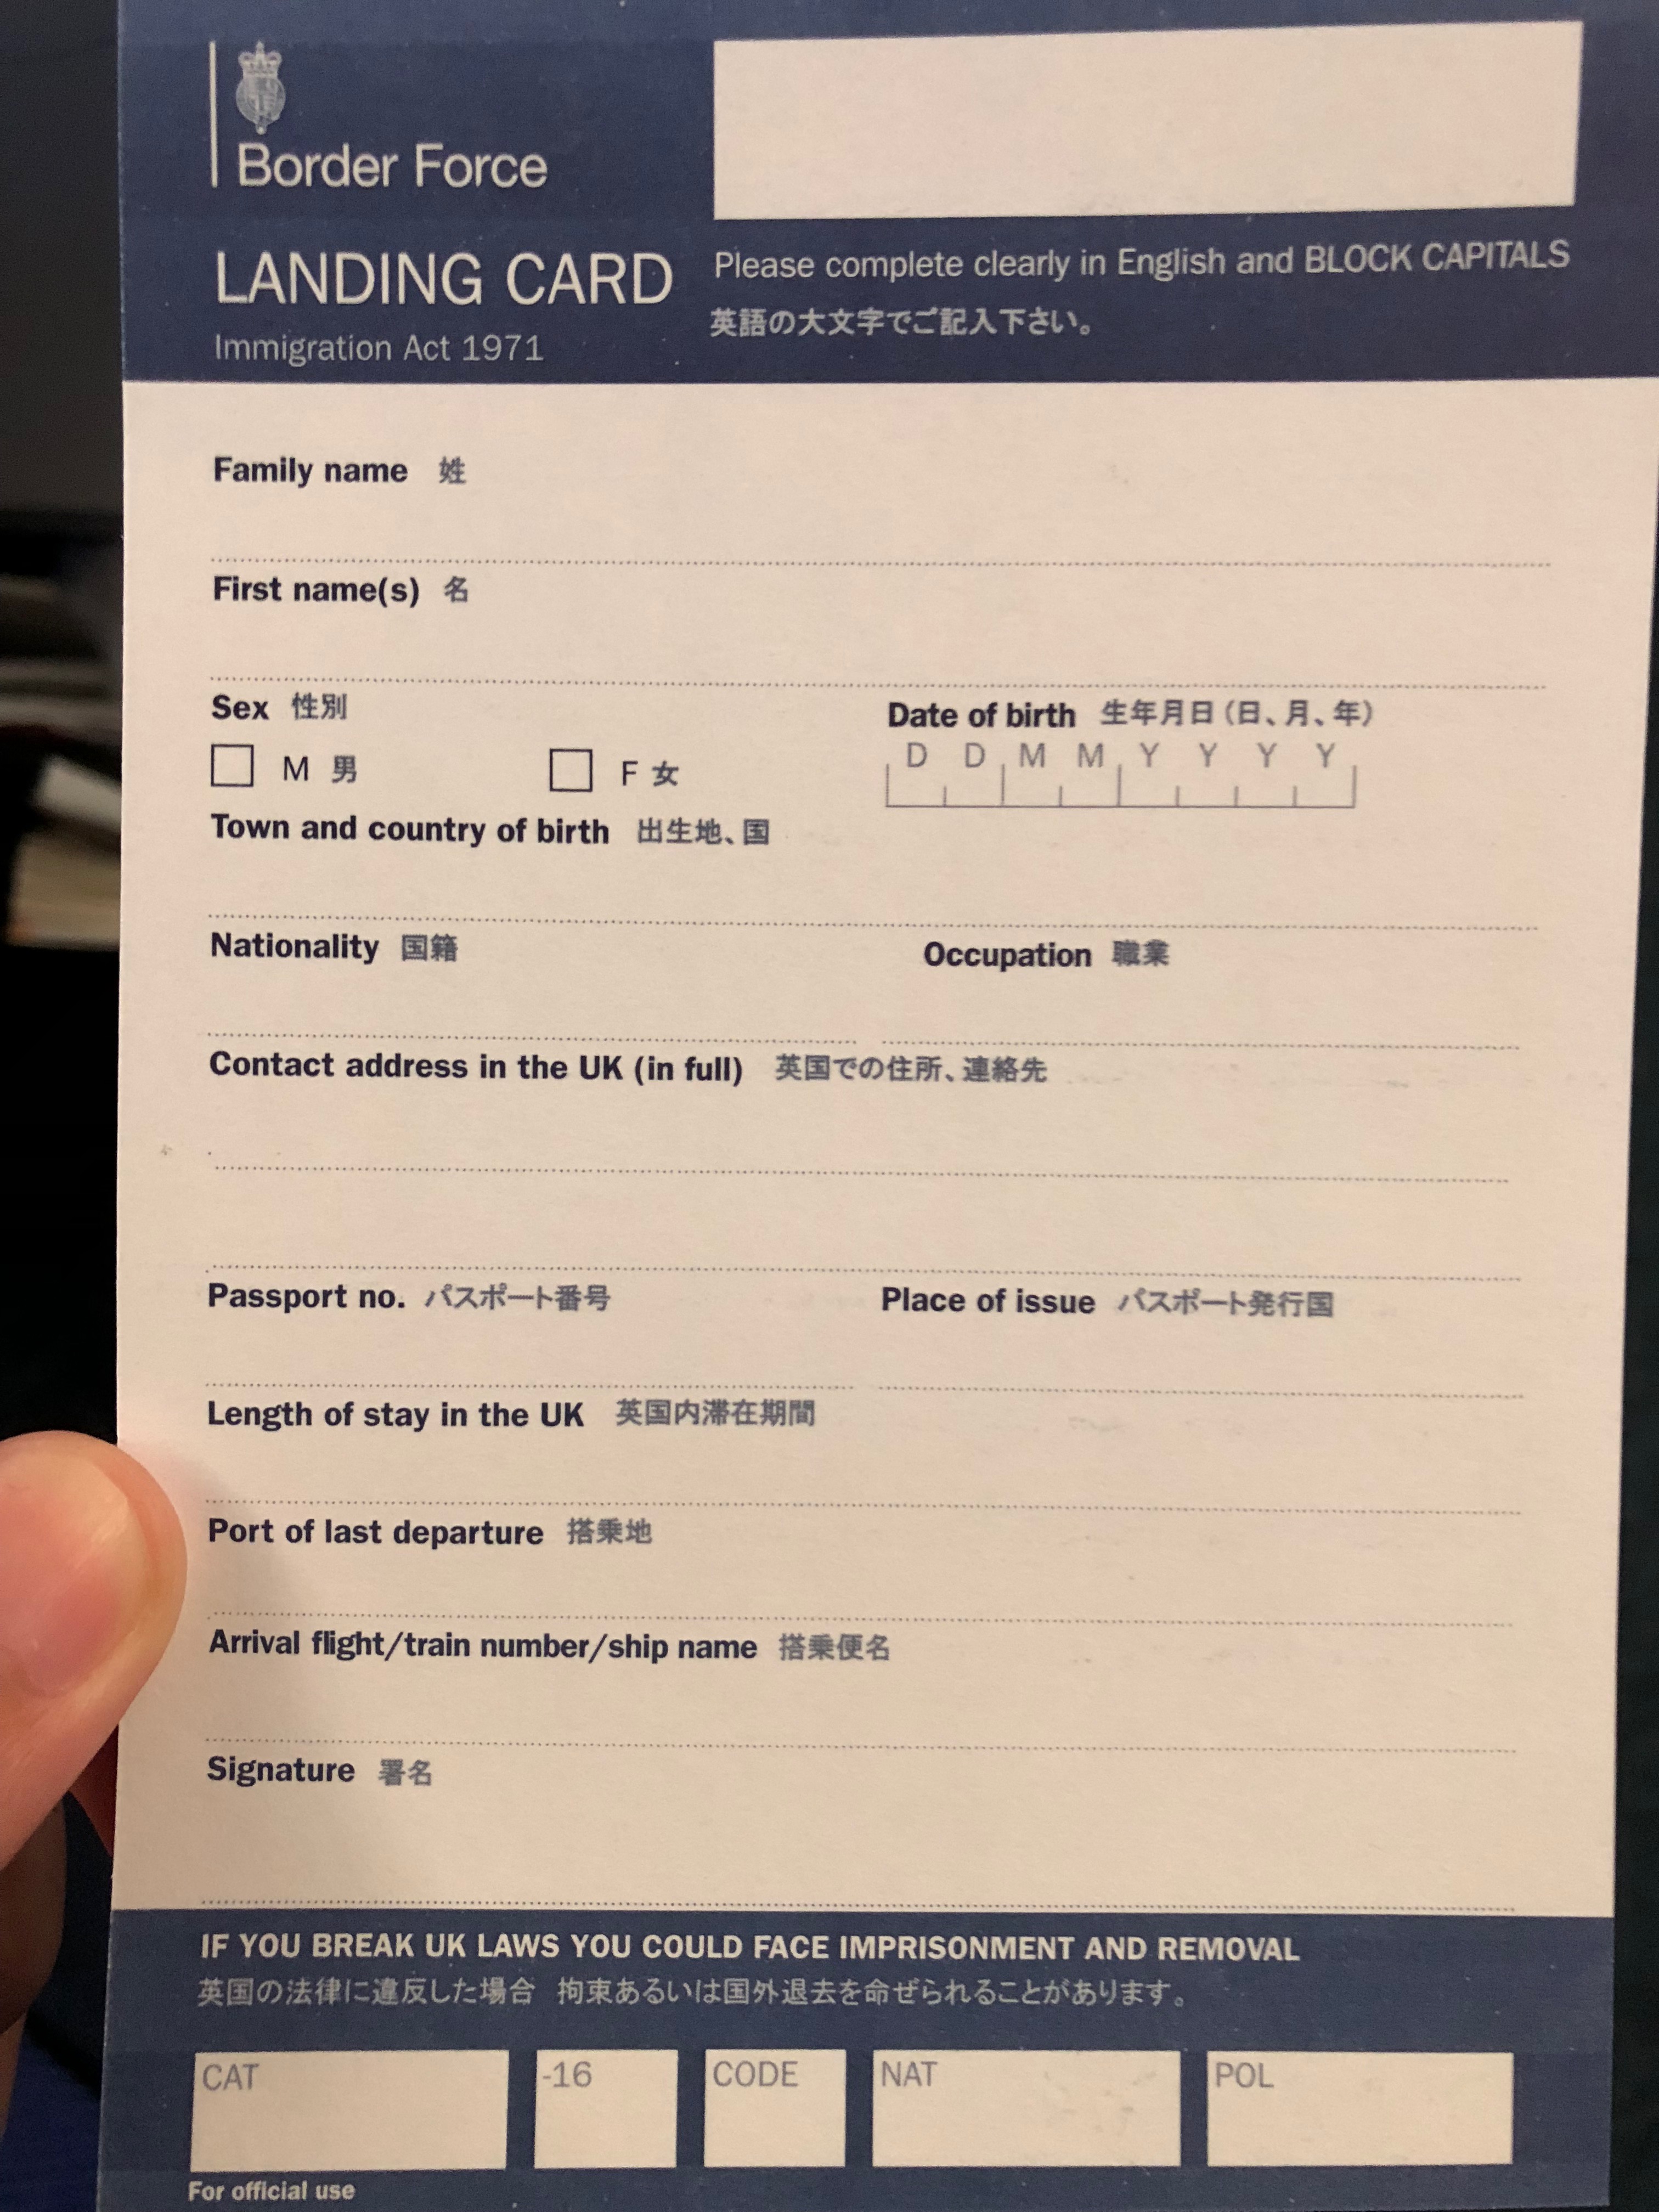 Border Force
LANDING CARD
Immigration Act 1971
Please complete clearly in English and BLOCK CAPITALS
英語の大文字でご記入下さい。
Family name 姓
First name(s) 名
Sex 性別
M 男 F 女
Date of birth 生年月日(日、月、年)
D D M M Y Y Y Y
Town and country of birth 出生地、国
Nationality 国籍 Occupation 職業
Contact address in the UK (in full) 英国での住所、連絡先
Passport no. パスポート番号 Place of issue パスポート発行国
Length of stay in the UK 英国内滞在期間
Port of last departure 搭乗地
Arrival flight/train number/ship name 搭乗便名
Signature 署名
IF YOU BREAK UK LAWS YOU COULD FACE IMPRISONMENT AND REMOVAL
英国の法律に違反した場合 拘束あるいは国外退去を命ぜられることがあります。
CAT -16 CODE NAT POL
For official use